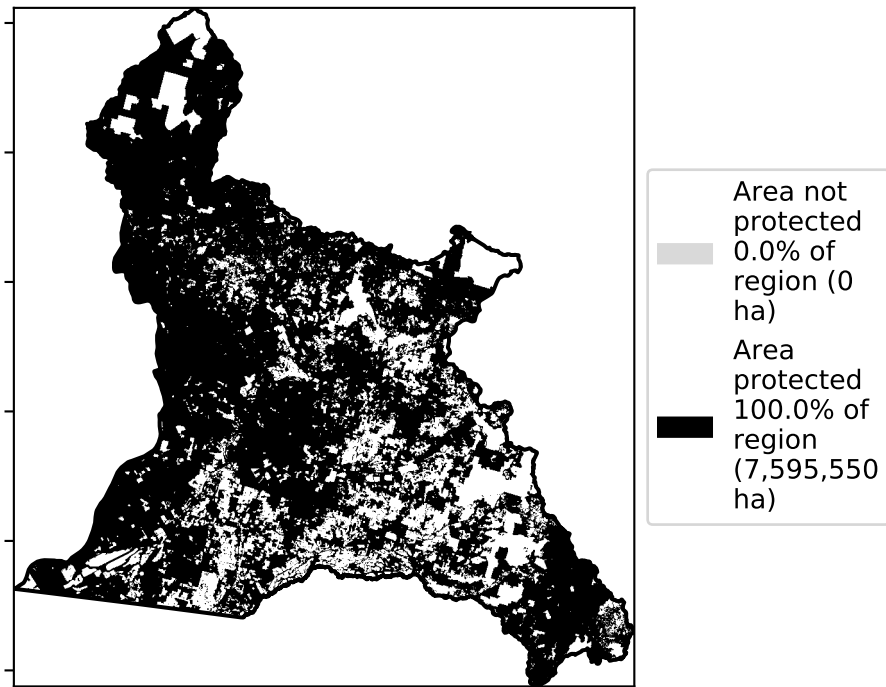 Area not
protected
0.0% of
region (0
ha)
Area
protected
100.0% of
region
(7,595,550
ha)